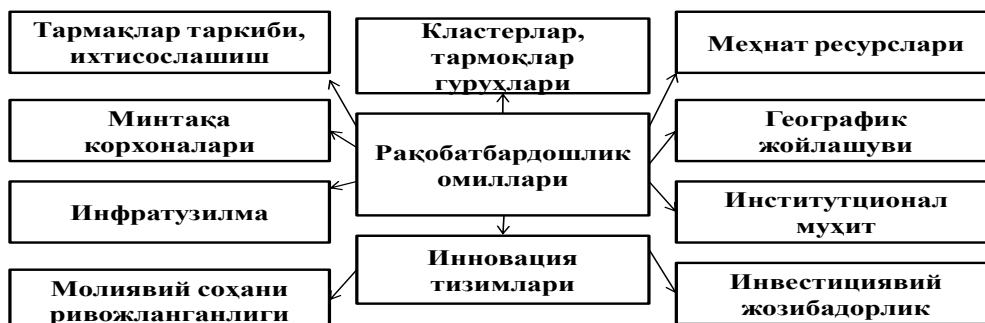 Тармақлар таркиби,
ихтисослашиш
Кластерлар,
тармоқлар
гуруҳлари
Меҳнат ресурслари
Минтақа
корхоналари
Рақобатбардошлик
омиллари
Географик
жойлашуви
Инфратузилма
Институтционал
муҳит
Инновация
тизимлари
Молиявий соҳани
ривожланганлиги
Инвестициявий
жозибадорлик